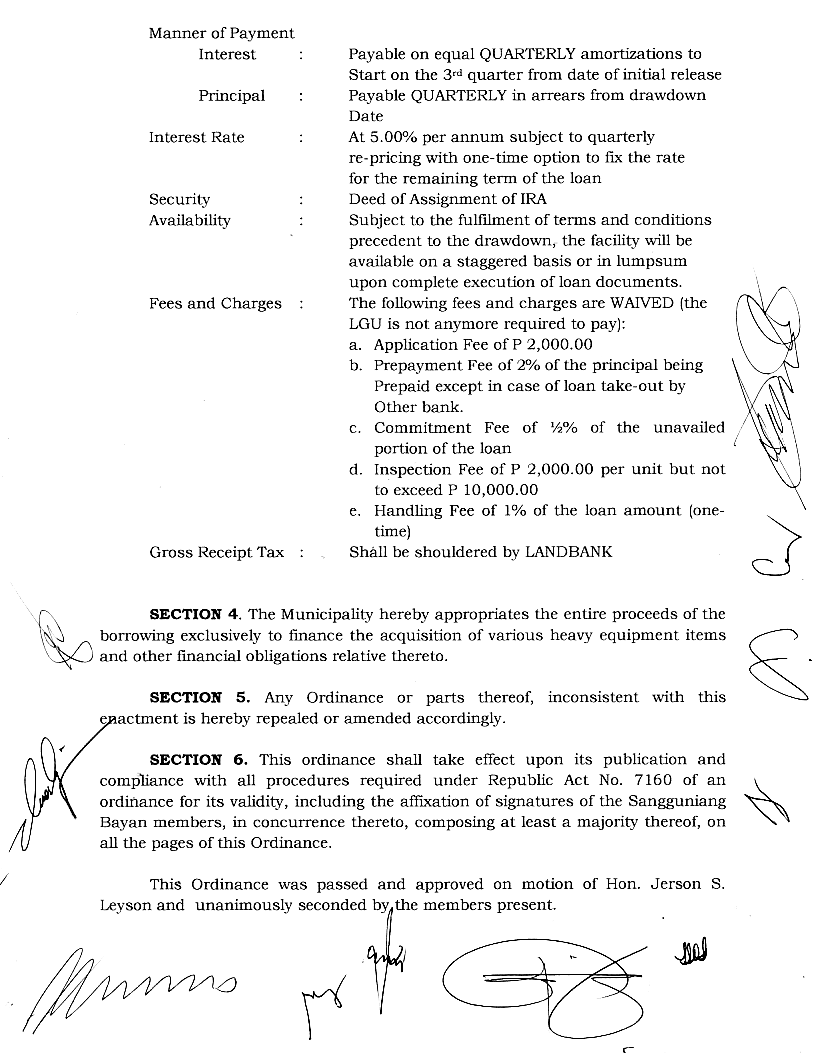 Manner of Payment
Interest : Payable on equal QUARTERLY amortizations to
Start on the 3rd quarter from date of initial release
Principal : Payable QUARTERLY in arrears from drawdown
Date
Interest Rate : At 5.00% per annum subject to quarterly
re-pricing with one-time option to fix the rate
for the remaining term of the loan
Security : Deed of Assignment of IRA
Availability : Subject to the fulfilment of terms and conditions
precedent to the drawdown, the facility will be
available on a staggered basis or in lumpsum
upon complete execution of loan documents.
Fees and Charges : The following fees and charges are WAIVED (the
LGU is not anymore required to pay):
a. Application Fee of P 2,000.00
b. Prepayment Fee of 2% of the principal being
Prepaid except in case of loan take-out by
Other bank.
c. Commitment Fee of ½% of the unavailed
portion of the loan
d. Inspection Fee of P 2,000.00 per unit but not
to exceed P 10,000.00
e. Handling Fee of 1% of the loan amount (one-
time)
Gross Receipt Tax : Shall be shouldered by LANDBANK
SECTION 4. The Municipality hereby appropriates the entire proceeds of the
borrowing exclusively to finance the acquisition of various heavy equipment items
and other financial obligations relative thereto.
SECTION 5. Any Ordinance or parts thereof, inconsistent with this
enactment is hereby repealed or amended accordingly.
SECTION 6. This ordinance shall take effect upon its publication and
compliance with all procedures required under Republic Act No. 7160 of an
ordinance for its validity, including the affixation of signatures of the Sangguniang
Bayan members, in concurrence thereto, composing at least a majority thereof, on
all the pages of this Ordinance.
This Ordinance was passed and approved on motion of Hon. Jerson S.
Leyson and unanimously seconded by the members present.